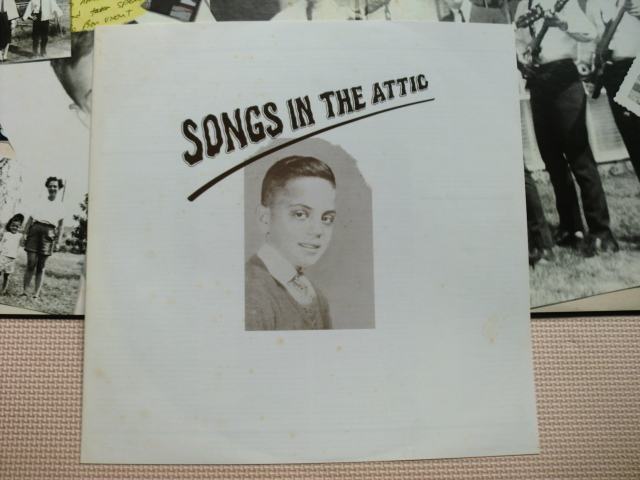 SONGS IN THE ATTIC